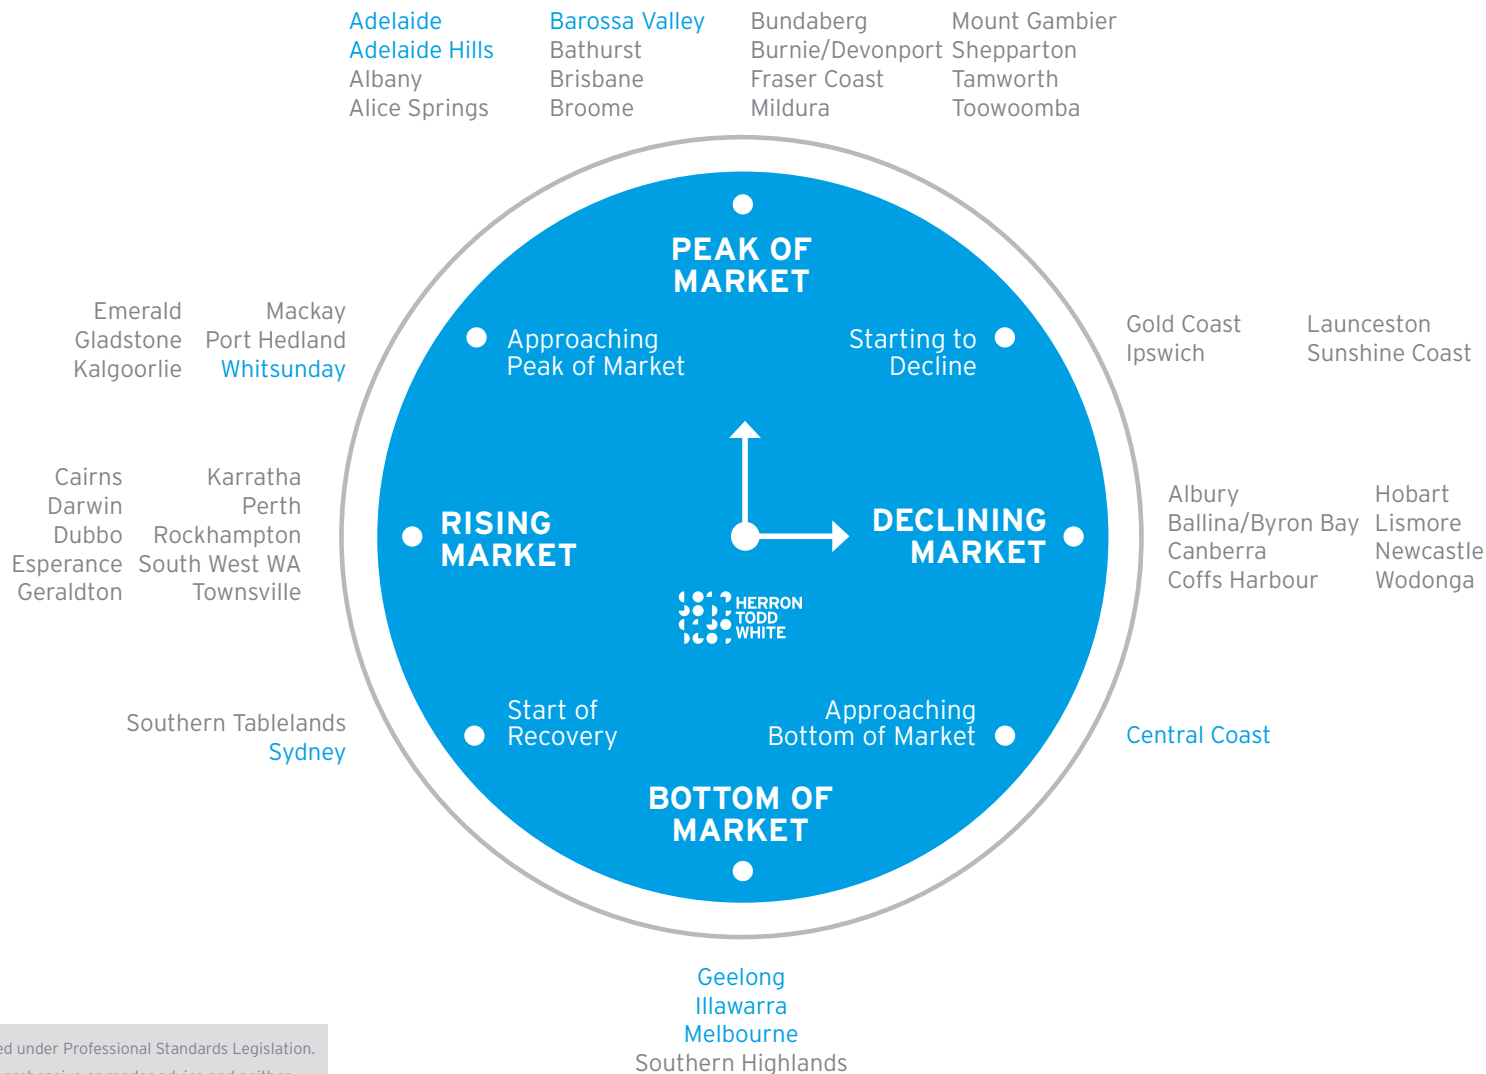 Adelaide
Adelaide Hills
Albany
Alice Springs
Barossa Valley
Bathurst
Brisbane
Broome
Bundaberg
Burnie/Devonport
Fraser Coast
Mildura
Mount Gambier
Shepparton
Tamworth
Toowoomba
PEAK OF
MARKET
Emerald
Gladstone
Kalgoorlie
Mackay
Port Hedland
Whitsunday
Approaching
Peak of Market
Starting to
Decline
Gold Coast
Ipswich
Launceston
Sunshine Coast
Cairns
Darwin
Dubbo
Esperance
Geraldton
Karratha
Perth
Rockhampton
South West WA
Townsville
RISING
MARKET
DECLINING
MARKET
Albury
Ballina/Byron Bay
Canberra
Coffs Harbour
Hobart
Lismore
Newcastle
Wodonga
HERRON
TODD
WHITE
Southern Tablelands
Sydney
Start of
Recovery
Approaching
Bottom of Market
Central Coast
BOTTOM OF
MARKET
Geelong
Illawarra
Melbourne
Southern Highlands
ed under Professional Standards Legislation.